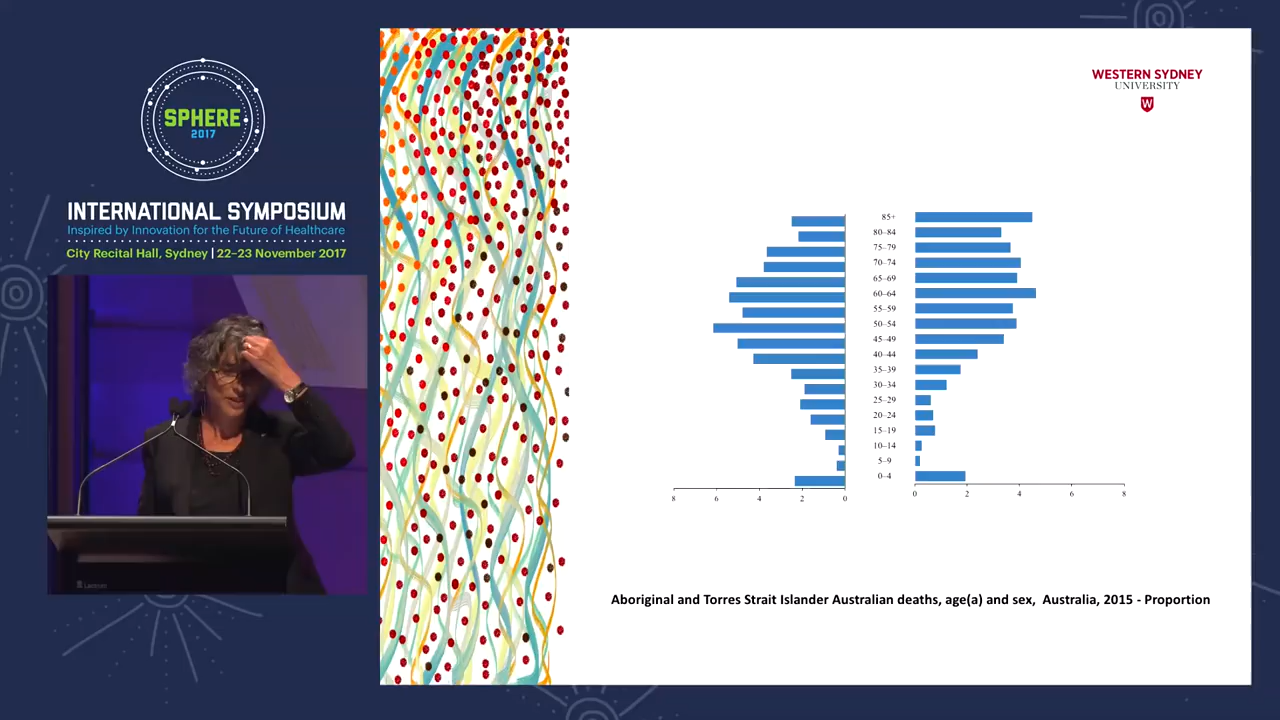 SPHERE
2017
INTERNATIONAL SYMPOSIUM
Inspired by Innovation for the Future of Healthcare
City Recital Hall, Sydney | 22–23 November 2017
WESTERN SYDNEY
UNIVERSITY
W
85+
80–84
75–79
70–74
65–69
60–64
55–59
50–54
45–49
40–44
35–39
30–34
25–29
20–24
15–19
10–14
5–9
0–4
8 6 4 2 0
0 2 4 6 8
Aboriginal and Torres Strait Islander Australian deaths, age(a) and sex, Australia, 2015 - Proportion